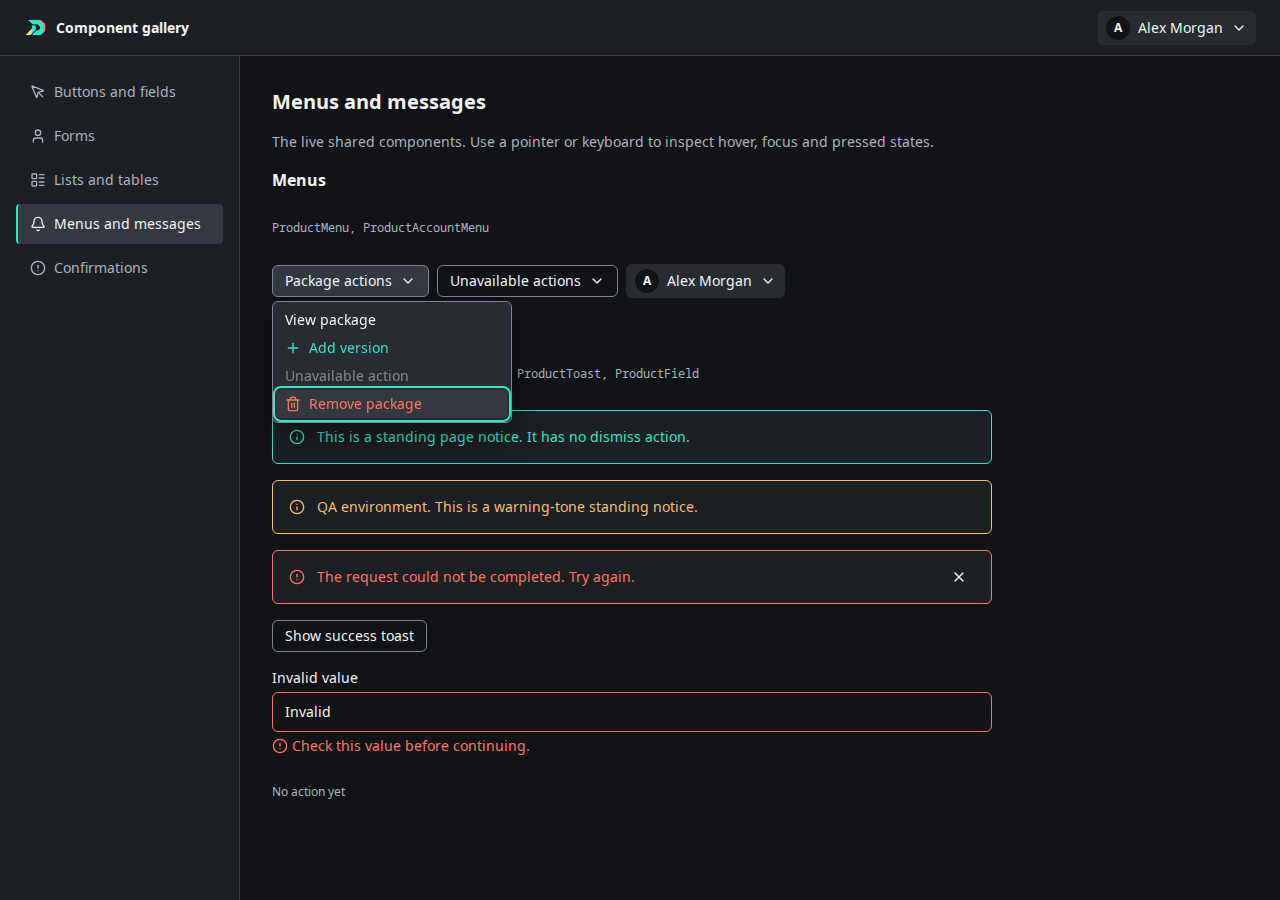 Component gallery
A Alex Morgan
Buttons and fields
Forms
Lists and tables
Menus and messages
Confirmations
Menus and messages
The live shared components. Use a pointer or keyboard to inspect hover, focus and pressed states.
Menus
ProductMenu, ProductAccountMenu
Package actions
Unavailable actions
A Alex Morgan
View package
Add version
Unavailable action
Remove package
ProductToast, ProductField
This is a standing page notice. It has no dismiss action.
QA environment. This is a warning-tone standing notice.
The request could not be completed. Try again.
Show success toast
Invalid value
Invalid
Check this value before continuing.
No action yet